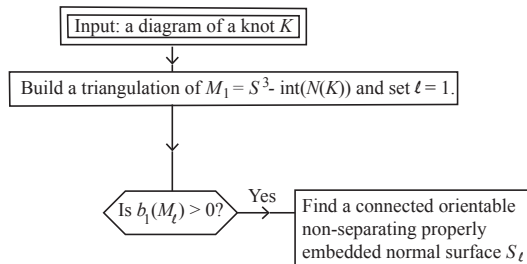 Input: a diagram of a knot K
Build a triangulation of M₁ = S³- int(N(K)) and set ℓ = 1.
Is b₁(Mℓ) > 0?
Yes
Find a connected orientable
non-separating properly
embedded normal surface Sℓ